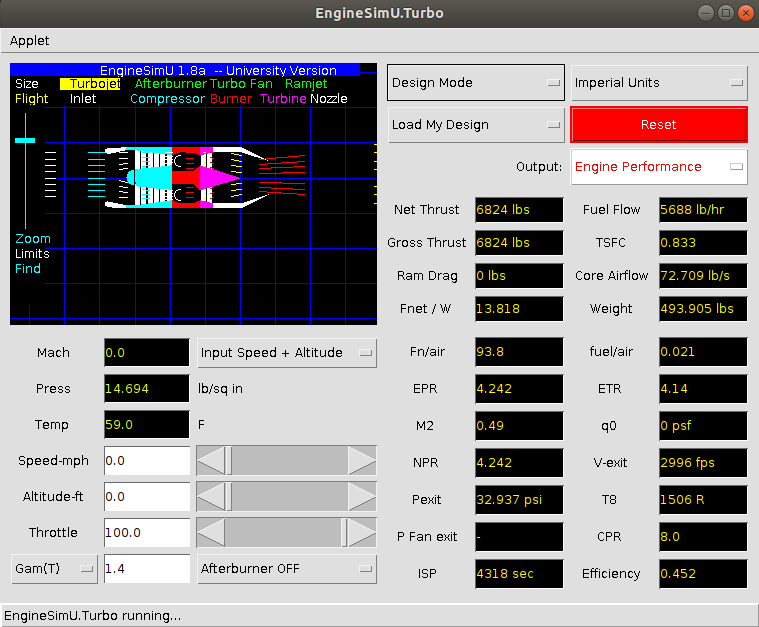 EngineSimU.Turbo
Applet
EngineSimU 1.8a -- University Version
Size Turbojet Afterburner Turbo Fan Ramjet
Flight Inlet Compressor Burner Turbine Nozzle
Zoom
Limits
Find
Design Mode Imperial Units
Load My Design Reset
Output: Engine Performance
Net Thrust 6824 lbs Fuel Flow 5688 lb/hr
Gross Thrust 6824 lbs TSFC 0.833
Ram Drag 0 lbs Core Airflow 72.709 lb/s
Fnet / W 13.818 Weight 493.905 lbs
Mach 0.0 Input Speed + Altitude
Press 14.694 lb/sq in
Temp 59.0 F
Speed-mph 0.0
Altitude-ft 0.0
Throttle 100.0
Gam(T) 1.4 Afterburner OFF
Fn/air 93.8 fuel/air 0.021
EPR 4.242 ETR 4.14
M2 0.49 q0 0 psf
NPR 4.242 V-exit 2996 fps
Pexit 32.937 psi T8 1506 R
P Fan exit - CPR 8.0
ISP 4318 sec Efficiency 0.452
EngineSimU.Turbo running...